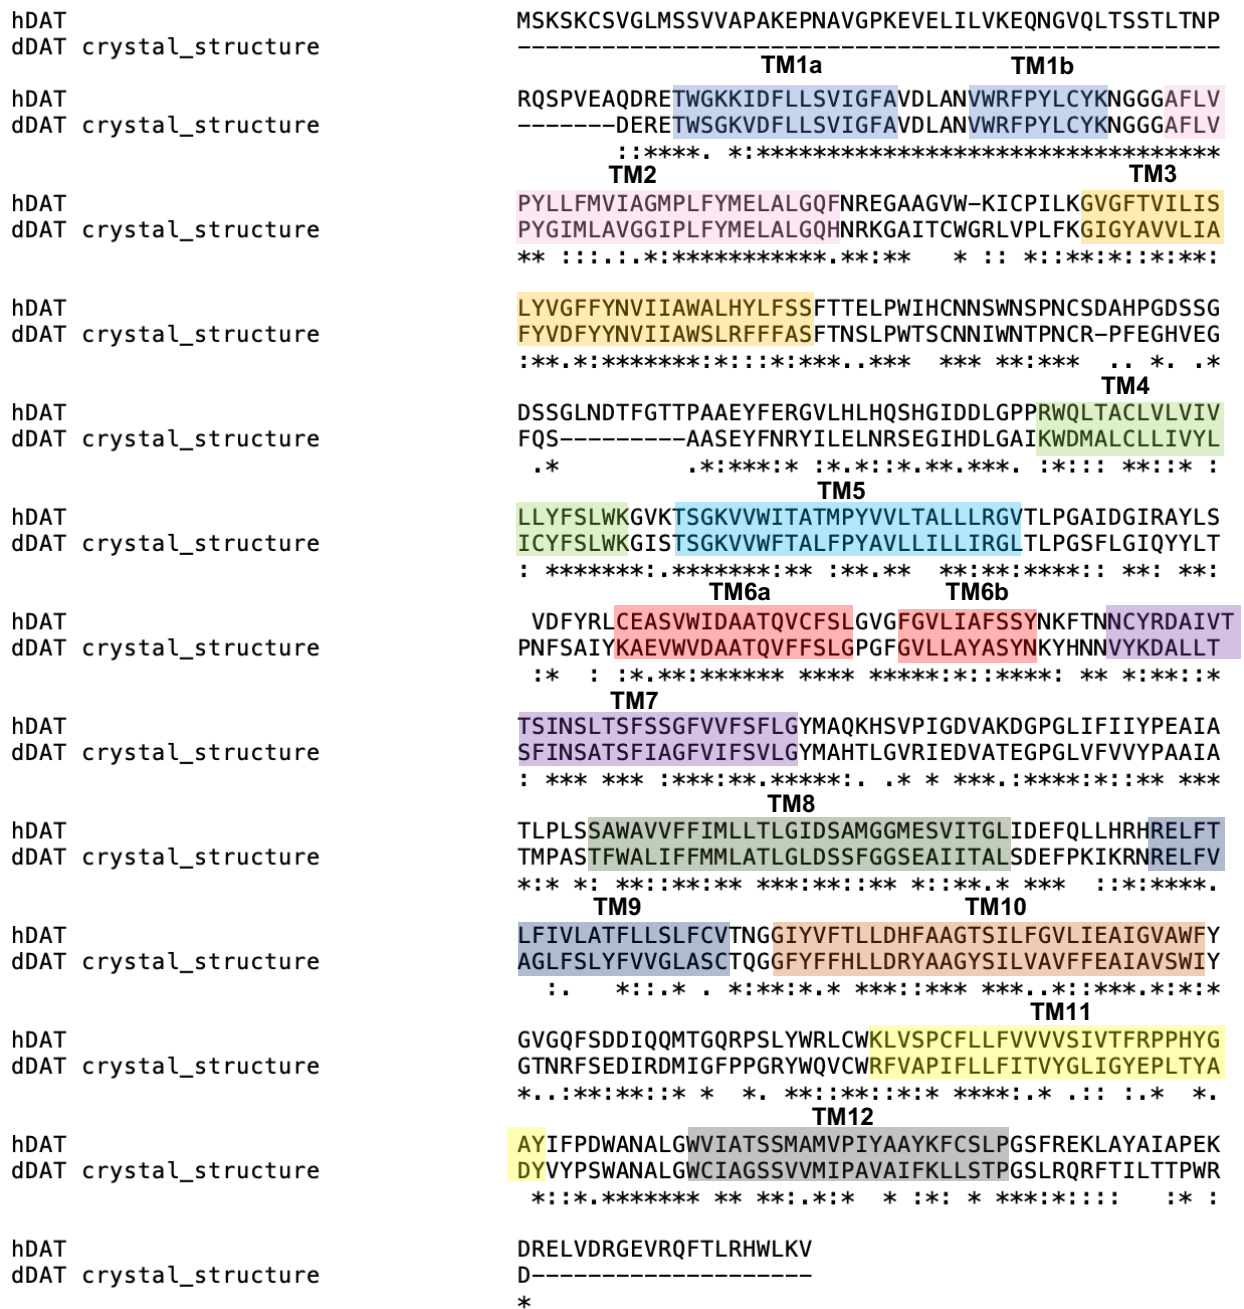 hDAT MSKSKCSVGLMSSVVAPAKEPNAVGPKEVELILVKEQNGVQLTSSTLTNP
dDAT crystal_structure --------------------------------------------------
TM1a TM1b
hDAT RQSPVEAQDRETWGKKIDFLLSVIGFAVDLANVWRFPYLCYKNGGGAFLV
dDAT crystal_structure -------DERETWSGKVDFLLSVIGFAVDLANVWRFPYLCYKNGGGAFLV
::****. *:*********************************
TM2 TM3
hDAT PYLLFMVIAGMPLFYMELALGQFNREGAAGVW-KICPILKGVGFTVILIS
dDAT crystal_structure PYGIMLAVGGIPLFYMELALGQHNRKGAITCWGRLVPLFKGIGYAVVLIA
** :::.:.*:***********.**:** * :: *::**:*::*:**:
hDAT LYVGFFYNVIIAWALHYLFSSFTTELPWIHCNNSWNSPNCSDAHPGDSSG
dDAT crystal_structure FYVDFYYNVIIAWSLRFFFASFTNSLPWTSCNNIWNTPNCR-PFEGHVEG
:**.*:*******:*:::*:***..*** *** **:*** .. *. .*
TM4
hDAT DSSGLNDTFGTTPAAEYFERGVLHLHQSHGIDDLGPPRWQLTACLVLVIV
dDAT crystal_structure FQS---------AASEYFNRYILELNRSEGIHDLGAIKWDMALCLLIVYL
.* .*:***:* :*.*::*.**.***. :*::: **::* :
TM5
hDAT LLYFSLWKGVKTSGKVVWITATMPYVVLTALLLRGVTLPGAIDGIRAYLS
dDAT crystal_structure ICYFSLWKGISTSGKVVWFTALFPYAVLLILLIRGLTLPGSFLGIQYYLT
: *******:.*******:** :**.** **:**:****:: **: **:
TM6a TM6b
hDAT VDFYRLCEASVWIDAATQVCFSLGVGFGVLIAFSSYNKFTNNCYRDAIVT
dDAT crystal_structure PNFSAIYKAEVWVDAATQVFFSLGPGFGVLLAYASYNKYHNNVYKDALLT
:* : :*.**:****** **** *****:*::****: ** *:**::*
TM7
hDAT TSINSLTSFSSGFVVFSFLGYMAQKHSVPIGDVAKDGPGLIFIIYPEAIA
dDAT crystal_structure SFINSATSFIAGFVIFSVLGYMAHTLGVRIEDVATEGPGLVFVVYPAAIA
: *** *** :***:**.*****:. .* * ***.:****:*::** ***
TM8
hDAT TLPLSSAWAVVFFIMLLTLGIDSAMGGMESVITGLIDEFQLLHRHRELFT
dDAT crystal_structure TMPASTFWALIFFMMLATLGLDSSFGGSEAIITALSDEFPKIKRNRELFV
*:* *: **::**:** ***:**::** *::**.* *** ::*:****.
TM9 TM10
hDAT LFIVLATFLLSLFCVTNGGIYVFTLLDHFAAGTSILFGVLIEAIGVAWFY
dDAT crystal_structure AGLFSLYFVVGLASCTQGGFYFFHLLDRYAAGYSILVAVFFEAIAVSWIY
:. *::.* . *:**:*.* ***::*** ***..*::***.*:*:*
TM11
hDAT GVGQFSDDIQQMTGQRPSLYWRLCWKLVSPCFLLFVVVVSIVTFRPPHYG
dDAT crystal_structure GTNRFSEDIRDMIGFPPGRYWQVCWRFVAPIFLLFITVYGLIGYEPLTYA
*..:**:**::* * *. **::**::*:* ****:.* .:: :.* *.
TM12
hDAT AYIFPDWANALGWVIATSSMAMVPIYAAYKFCSLPGSFREKLAYAIAPEK
dDAT crystal_structure DYVYPSWANALGWCIAGSSVVMIPAVAIFKLLSTPGSLRQRFTILTTPWR
*::*.******* ** **:.*:* * :*: * ***:*:::: :* :
hDAT DRELVDRGEVRQFTLRHWLKV
dDAT crystal_structure D--------------------
*